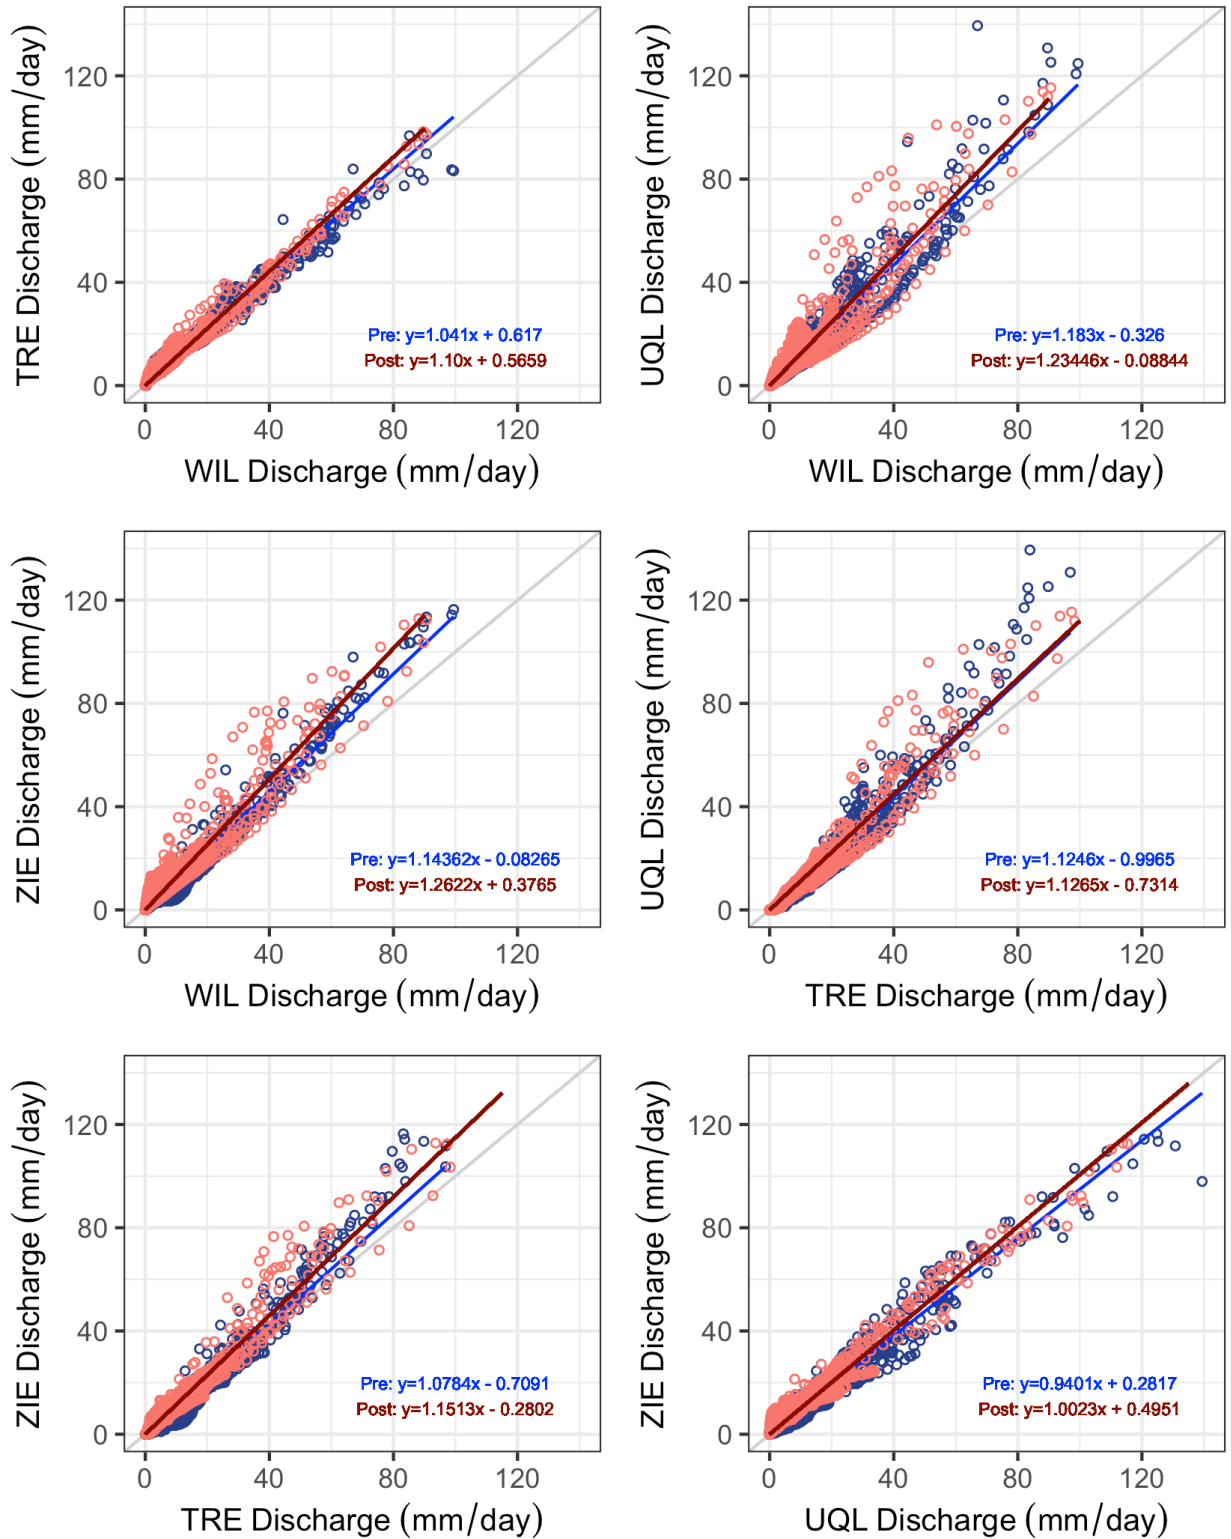 TRE Discharge (mm/day)
120
80
40
0
Pre: y=1.041x + 0.617
Post: y=1.10x + 0.5659
0 40 80 120
WIL Discharge (mm/day)
UQL Discharge (mm/day)
120
80
40
0
Pre: y=1.183x - 0.326
Post: y=1.23446x - 0.08844
0 40 80 120
WIL Discharge (mm/day)
ZIE Discharge (mm/day)
120
80
40
0
Pre: y=1.14362x - 0.08265
Post: y=1.2622x + 0.3765
0 40 80 120
WIL Discharge (mm/day)
UQL Discharge (mm/day)
120
80
40
0
Pre: y=1.1246x - 0.9965
Post: y=1.1265x - 0.7314
0 40 80 120
TRE Discharge (mm/day)
ZIE Discharge (mm/day)
120
80
40
0
Pre: y=1.0784x - 0.7091
Post: y=1.1513x - 0.2802
0 40 80 120
TRE Discharge (mm/day)
ZIE Discharge (mm/day)
120
80
40
0
Pre: y=0.9401x + 0.2817
Post: y=1.0023x + 0.4951
0 40 80 120
UQL Discharge (mm/day)